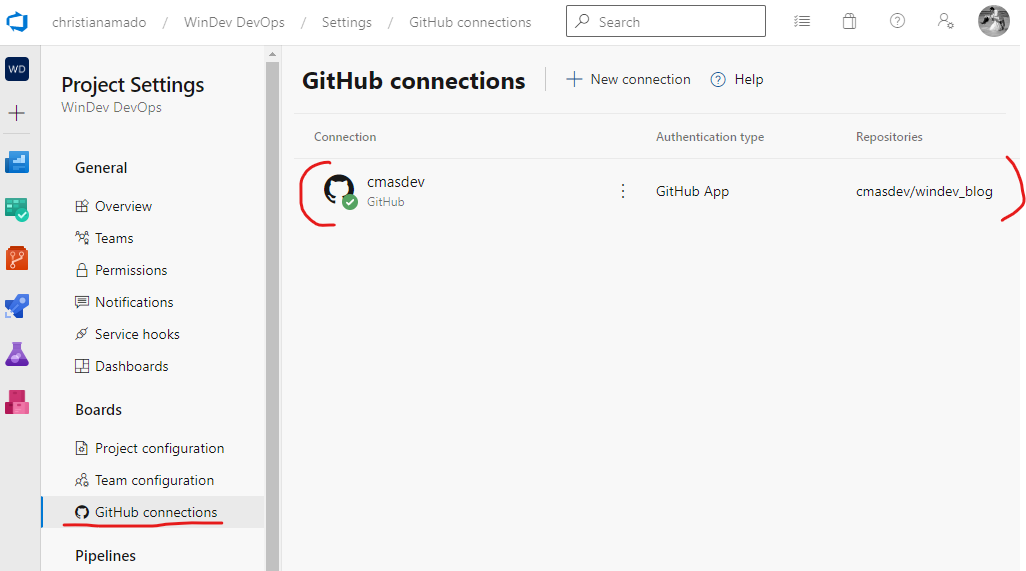 christianamado / WinDev DevOps / Settings / GitHub connections
Search
WD
Project Settings
WinDev DevOps
General
Overview
Teams
Permissions
Notifications
Service hooks
Dashboards
Boards
Project configuration
Team configuration
GitHub connections
Pipelines
GitHub connections
New connection
Help
Connection Authentication type Repositories
cmasdev GitHub App cmasdev/windev_blog
GitHub